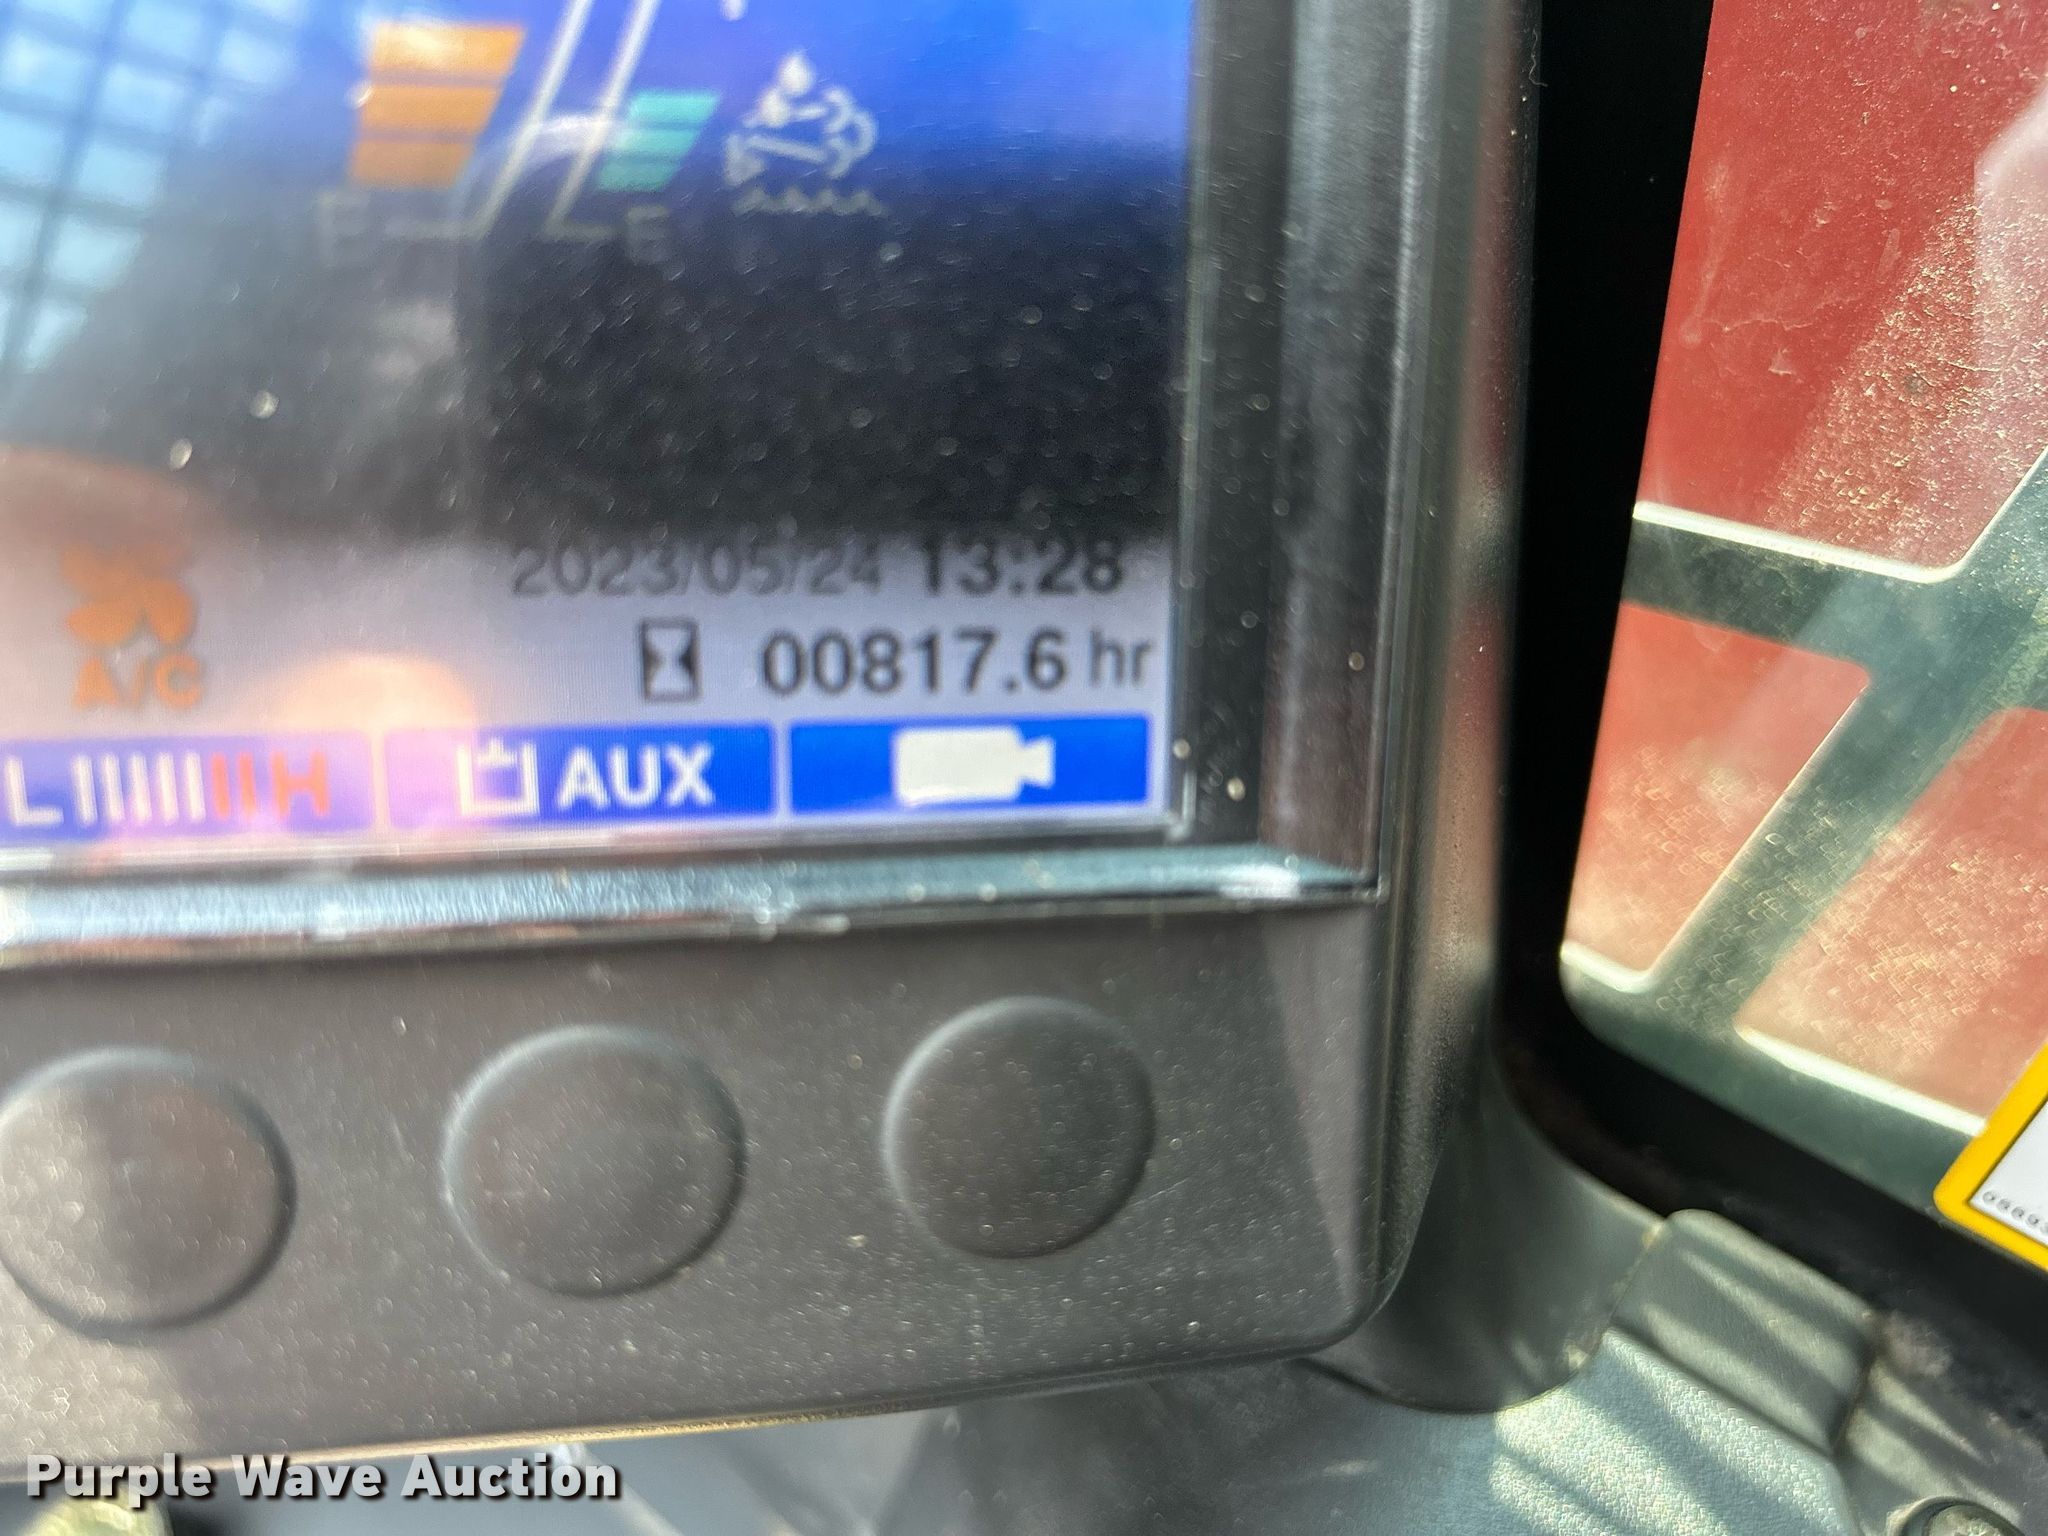 E
E
2023/05/24 13:28
00817.6 hr
A/C
L H
AUX
Purple Wave Auction